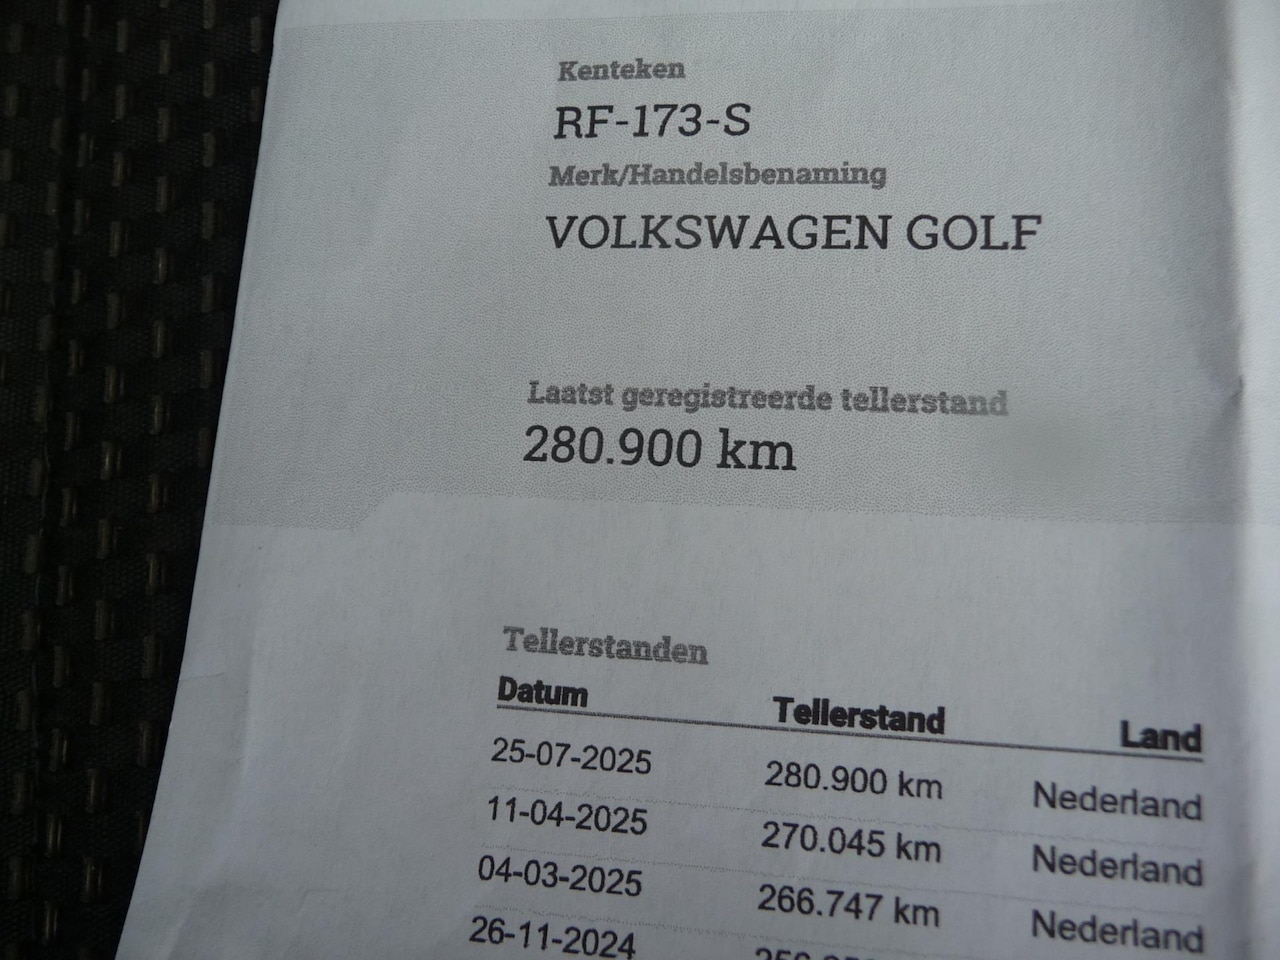 Kenteken
RF-173-S
Merk/Handelsbenaming
VOLKSWAGEN GOLF
Laatst geregistreerde tellerstand
280.900 km
Tellerstanden
Datum Tellerstand Land
25-07-2025 280.900 km Nederland
11-04-2025 270.045 km Nederland
04-03-2025 266.747 km Nederland
26-11-2024